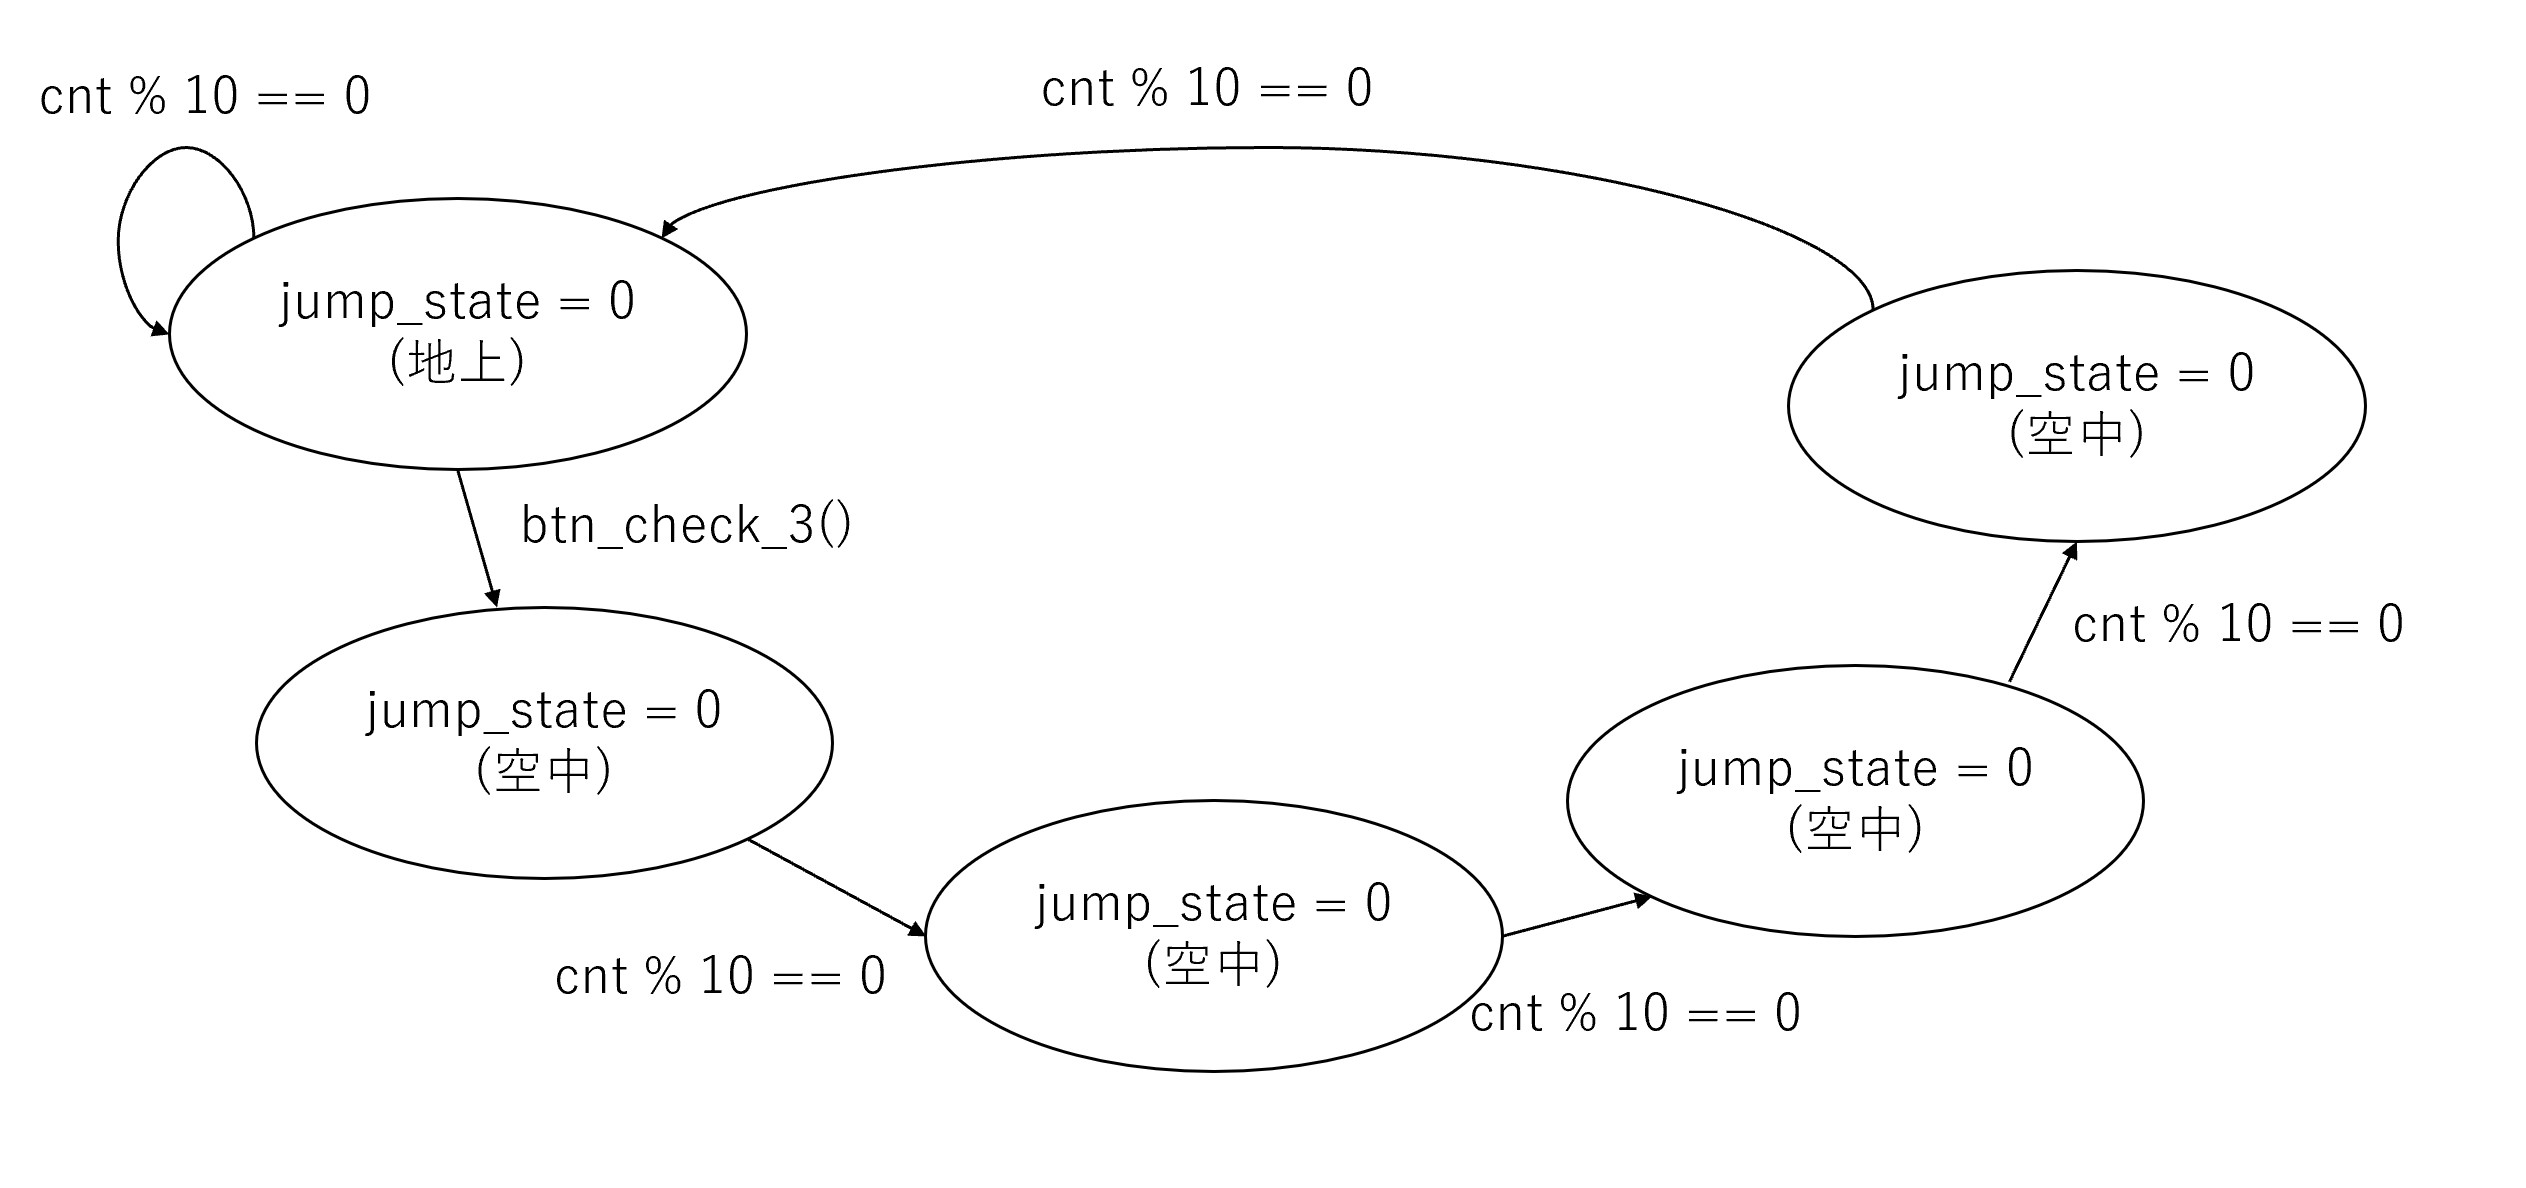 cnt % 10 == 0
cnt % 10 == 0
jump_state = 0
(地上)
jump_state = 0
(空中)
btn_check_3()
cnt % 10 == 0
jump_state = 0
(空中)
jump_state = 0
(空中)
jump_state = 0
(空中)
cnt % 10 == 0
cnt % 10 == 0